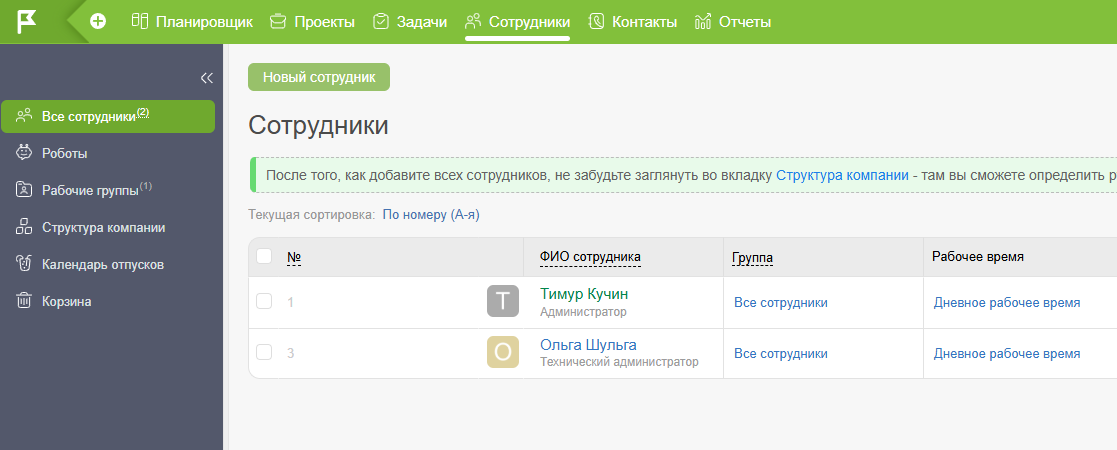 Планировщик Проекты Задачи Сотрудники Контакты Отчеты
Новый сотрудник
Все сотрудники(2)
Сотрудники
Роботы
После того, как добавите всех сотрудников, не забудьте заглянуть во вкладку Структура компании - там вы сможете определить р
Рабочие группы(1)
Текущая сортировка: По номеру (А-я)
Структура компании
Календарь отпусков
Корзина
№ ФИО сотрудника Группа Рабочее время
1 Т Тимур Кучин Все сотрудники Дневное рабочее время
Администратор
3 О Ольга Шульга Все сотрудники Дневное рабочее время
Технический администратор